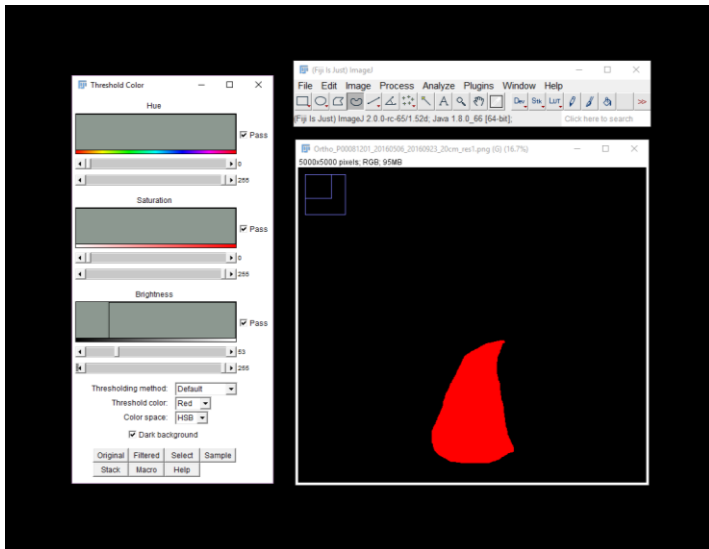 Threshold Color
Hue
Pass
0
255
Saturation
Pass
0
255
Brightness
Pass
53
255
Thresholding method: Default
Threshold color: Red
Color space: HSB
Dark background
Original Filtered Select Sample
Stack Macro Help
(Fiji Is Just) ImageJ
File Edit Image Process Analyze Plugins Window Help
A Dev Stk LUT >>
(Fiji Is Just) ImageJ 2.0.0-rc-65/1.52d; Java 1.8.0_66 [64-bit]; Click here to search
Ortho_P00081201_20160506_20160923_20cm_res1.png (G) (16.7%)
5000x5000 pixels; RGB; 95MB